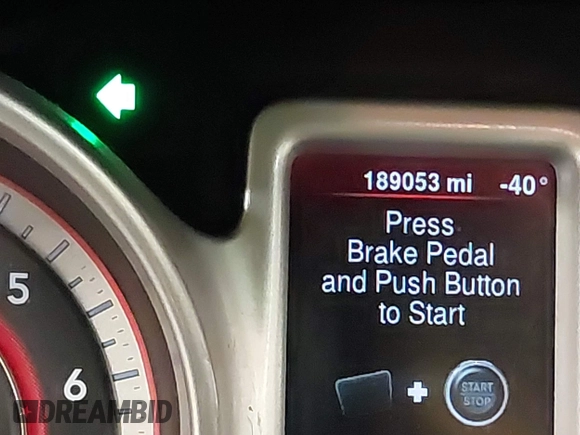 189053 mi -40°
Press
Brake Pedal
and Push Button
to Start
5
6
+
START
STOP
DREAMBID